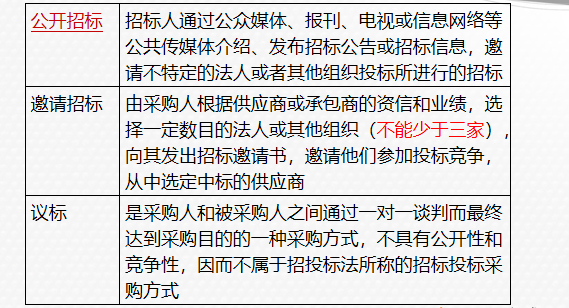 公开招标
招标人通过公众媒体、报刊、电视或信息网络等
公共传媒体介绍、发布招标公告或招标信息，邀
请不特定的法人或者其他组织投标所进行的招标
邀请招标
由采购人根据供应商或承包商的资信和业绩，选
择一定数目的法人或其他组织（不能少于三家），
向其发出招标邀请书，邀请他们参加投标竞争，
从中选定中标的供应商
议标
是采购人和被采购人之间通过一对一谈判而最终
达到采购目的的一种采购方式，不具有公开性和
竞争性，因而不属于招投标法所称的招标投标采
购方式